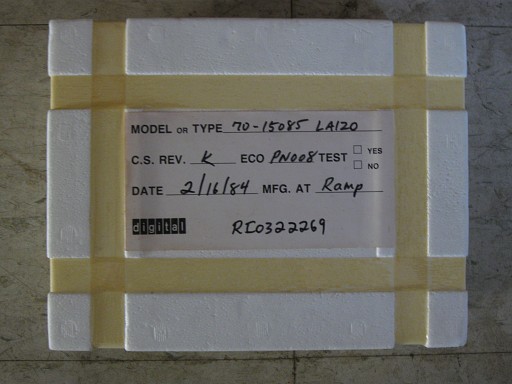 MODEL OR TYPE 70-15085 LA120
C.S. REV. K ECO PN008 TEST YES
NO
DATE 2/16/84 MFG. AT Ramp
digital RI0322269